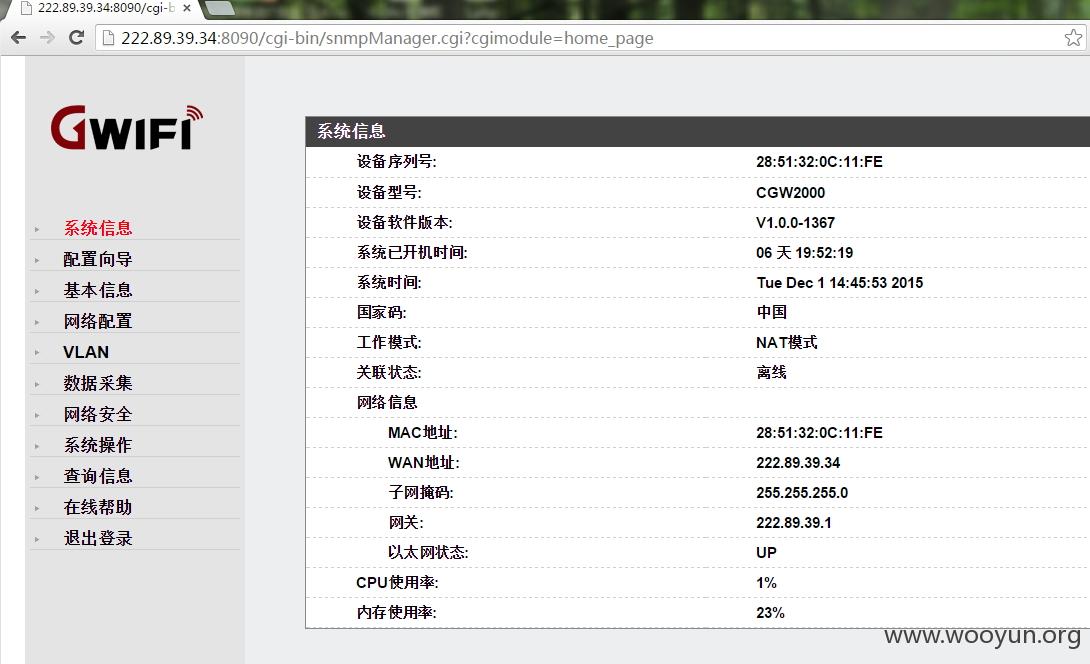 222.89.39.34:8090/cgi-b
222.89.39.34:8090/cgi-bin/snmpManager.cgi?cgimodule=home_page
GWIFI
系统信息
配置向导
基本信息
网络配置
VLAN
数据采集
网络安全
系统操作
查询信息
在线帮助
退出登录
系统信息
设备序列号: 28:51:32:0C:11:FE
设备型号: CGW2000
设备软件版本: V1.0.0-1367
系统已开机时间: 06 天 19:52:19
系统时间: Tue Dec 1 14:45:53 2015
国家码: 中国
工作模式: NAT模式
关联状态: 离线
网络信息
MAC地址: 28:51:32:0C:11:FE
WAN地址: 222.89.39.34
子网掩码: 255.255.255.0
网关: 222.89.39.1
以太网状态: UP
CPU使用率: 1%
内存使用率: 23%
www.wooyun.org